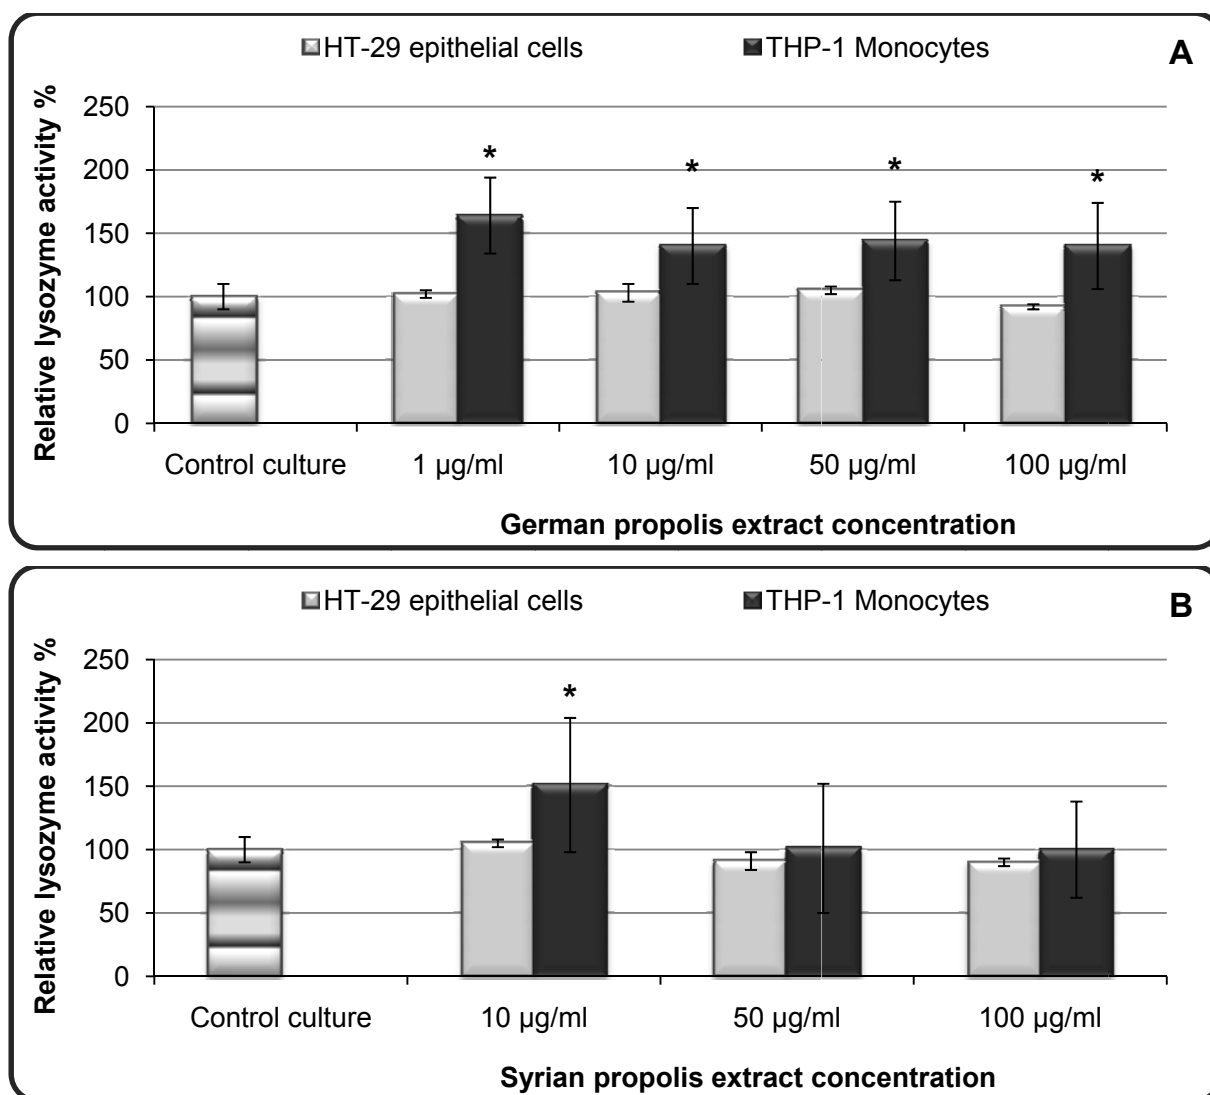 HT-29 epithelial cells THP-1 Monocytes A
Relative lysozyme activity %
250
200
150
100
50
0
* * * *
Control culture 1 µg/ml 10 µg/ml 50 µg/ml 100 µg/ml
German propolis extract concentration
HT-29 epithelial cells THP-1 Monocytes B
Relative lysozyme activity %
250
200
150
100
50
0
*
Control culture 10 µg/ml 50 µg/ml 100 µg/ml
Syrian propolis extract concentration